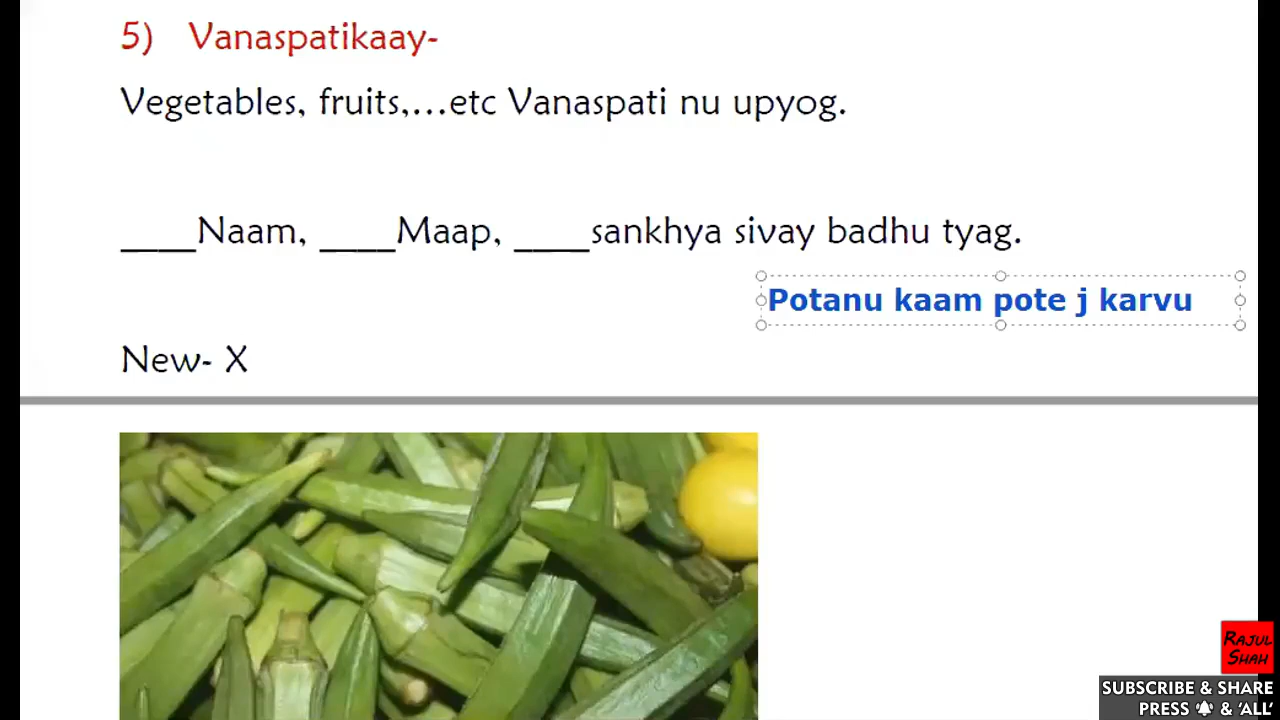 5) Vanaspatikaay-
Vegetables, fruits,...etc Vanaspati nu upyog.
____Naam, ____Maap, ____sankhya sivay badhu tyag.
Potanu kaam pote j karvu
New- X
RAJUL
SHAH
SUBSCRIBE & SHARE
PRESS 🔔 & 'ALL'